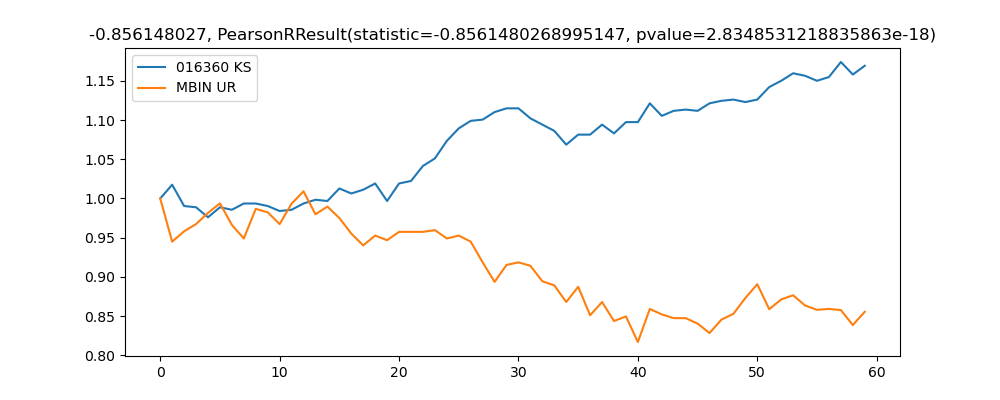 -0.856148027, PearsonRResult(statistic=-0.8561480268995147, pvalue=2.8348531218835863e-18)
016360 KS
MBIN UR
1.15
1.10
1.05
1.00
0.95
0.90
0.85
0.80
0 10 20 30 40 50 60